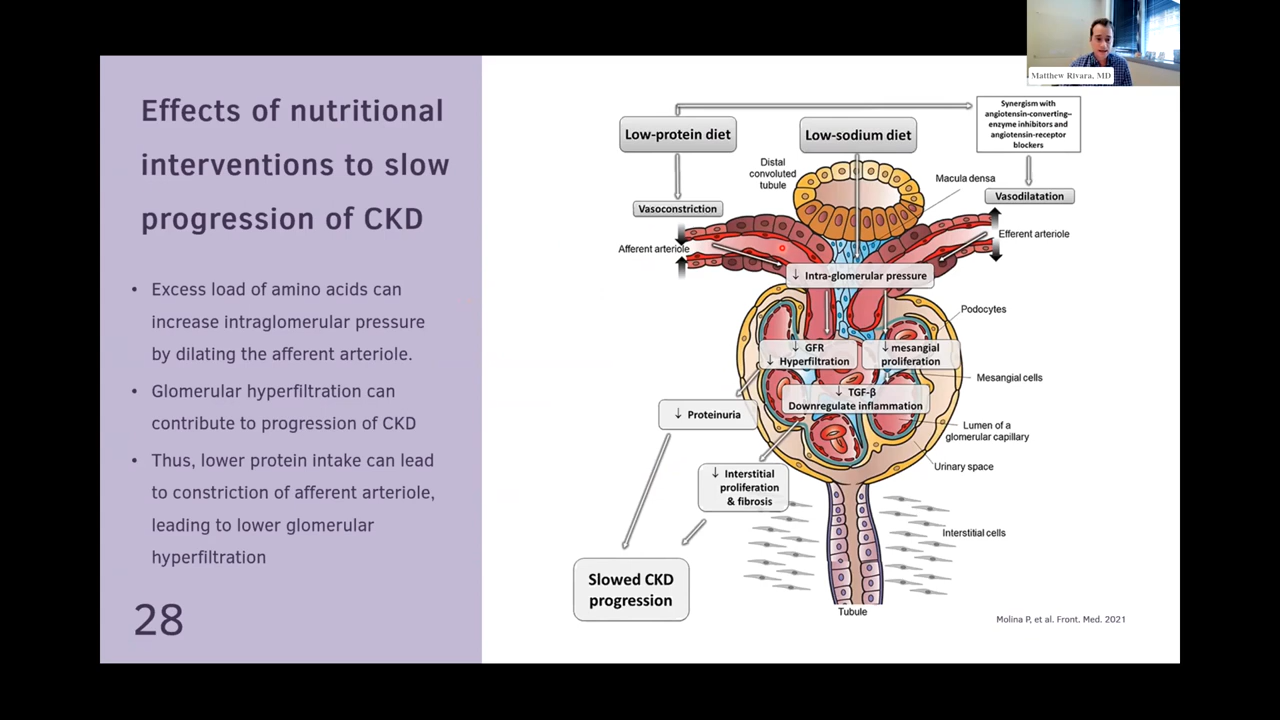 Matthew Rivara, MD
Effects of nutritional
interventions to slow
progression of CKD
• Excess load of amino acids can
increase intraglomerular pressure
by dilating the afferent arteriole.
• Glomerular hyperfiltration can
contribute to progression of CKD
• Thus, lower protein intake can lead
to constriction of afferent arteriole,
leading to lower glomerular
hyperfiltration
28
Low-protein diet
Low-sodium diet
Synergism with
angiotensin-converting–
enzyme inhibitors and
angiotensin-receptor
blockers
Distal
convoluted
tubule
Macula densa
Vasoconstriction
Vasodilatation
Afferent arteriole
Efferent arteriole
↓ Intra-glomerular pressure
Podocytes
↓ GFR
↓ Hyperfiltration
↓ mesangial
proliferation
Mesangial cells
↓ TGF-β
Downregulate inflammation
↓ Proteinuria
Lumen of a
glomerular capillary
Urinary space
↓ Interstitial
proliferation
& fibrosis
Interstitial cells
Slowed CKD
progression
Tubule
Molina P, et al. Front. Med. 2021